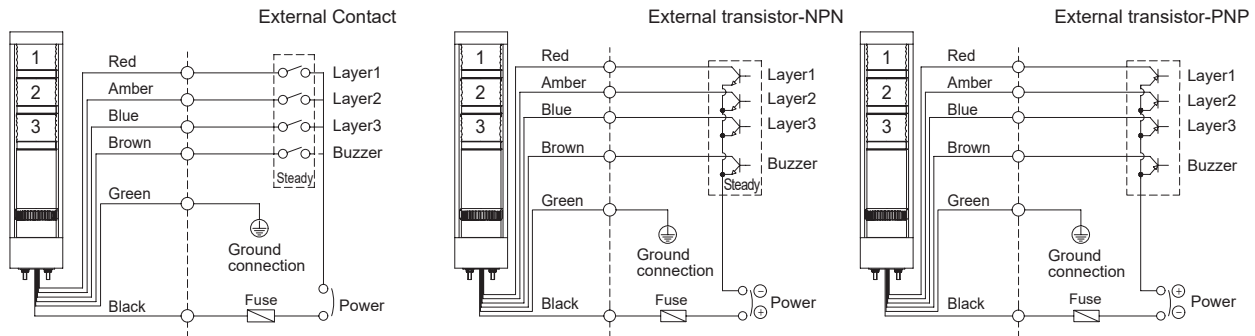 External Contact
1
2
3
Red
Amber
Blue
Brown
Green
Black
Layer1
Layer2
Layer3
Buzzer
Steady
Ground
connection
Fuse
Power
External transistor-NPN
1
2
3
Red
Amber
Blue
Brown
Green
Black
Layer1
Layer2
Layer3
Buzzer
Steady
Ground
connection
Fuse
−
+
Power
External transistor-PNP
1
2
3
Red
Amber
Blue
Brown
Green
Black
Layer1
Layer2
Layer3
Buzzer
Ground
connection
Fuse
+
−
Power